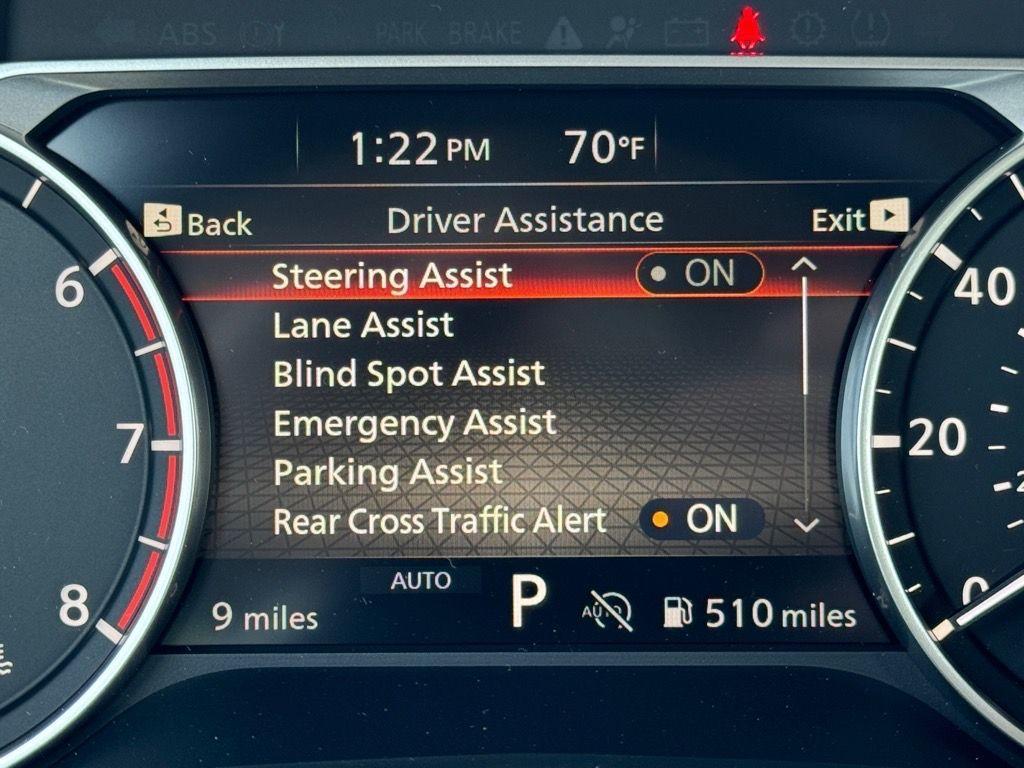 ABS
PARK BRAKE
1:22 PM 70°F
Back Driver Assistance Exit
Steering Assist ON
Lane Assist
Blind Spot Assist
Emergency Assist
Parking Assist
Rear Cross Traffic Alert ON
AUTO
9 miles P AUTO 510 miles
6
7
8
40
20
0